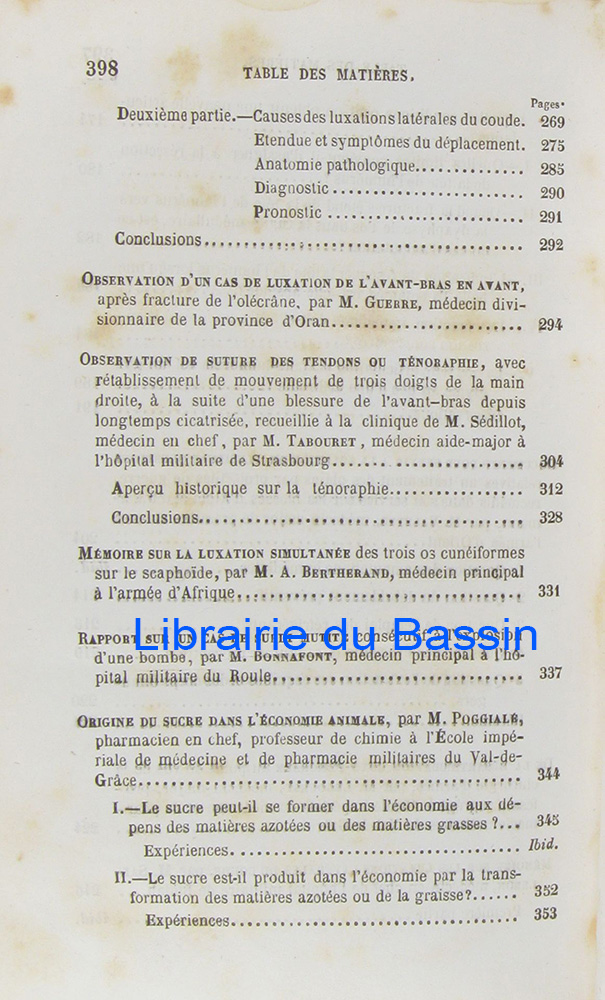 398 TABLE DES MATIÈRES.
Pages.
Deuxième partie.—Causes des luxations latérales du coude. 269
Etendue et symptômes du déplacement. 275
Anatomie pathologique.............. 285
Diagnostic ........................ 290
Pronostic ........................ 291
Conclusions........................................ 292
OBSERVATION D'UN CAS DE LUXATION DE L'AVANT-BRAS EN AVANT,
après fracture de l'olécrâne, par M. GUERRE, médecin divi-
sionnaire de la province d'Oran........................ 294
OBSERVATION DE SUTURE DES TENDONS OU TÉNORAPHIE, avec
rétablissement de mouvement de trois doigts de la main
droite, à la suite d'une blessure de l'avant-bras depuis
longtemps cicatrisée, recueillie à la clinique de M. Sédillot,
médecin en chef, par M. TABOURET, médecin aide-major à
l'hôpital militaire de Strasbourg....... ................ 304
Aperçu historique sur la ténoraphie................. 312
Conclusions........................................ 328
MÉMOIRE SUR LA LUXATION SIMULTANÉE des trois os cunéiformes
sur le scaphoïde, par M. A. BERTHERAND, médecin principal
à l'armée d'Afrique.................................... 331
RAPPORT SUR UN CAS DE SURDI-MUTITÉ consécutif à l'explosion
Librairie du Bassin
d'une bombe, par M. BONNAFONT, médecin principal à l'hô-
pital militaire du Roule................................ 337
ORIGINE DU SUCRE DANS L'ÉCONOMIE ANIMALE, par M. POGGIALE,
pharmacien en chef, professeur de chimie à l'École impé-
riale de médecine et de pharmacie militaires du Val-de-
Grâce................................................ 344
I.—Le sucre peut-il se former dans l'économie aux dé-
pens des matières azotées ou des matières grasses ?... 345
Expériences.................................... Ibid.
II.—Le sucre est-il produit dans l'économie par la trans-
formation des matières azotées ou de la graisse?...... 352
Expériences.................................... 353